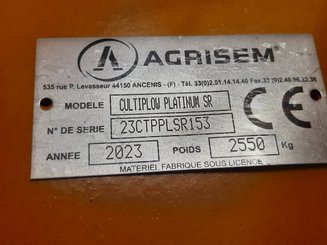 AGRISEM®
535 rue P. Levasseur 44150 ANCENIS - (F) - Tél. 33(0)2.51.14.14.40 Fax.33 (0)2.40.96.32.36
MODELE CULTIPLOW PLATINUM SR
N° DE SERIE 23CTPPLSR153
CE
ANNÉE 2023 POIDS 2550 Kg
MATERIEL FABRIQUE SOUS LICENCE